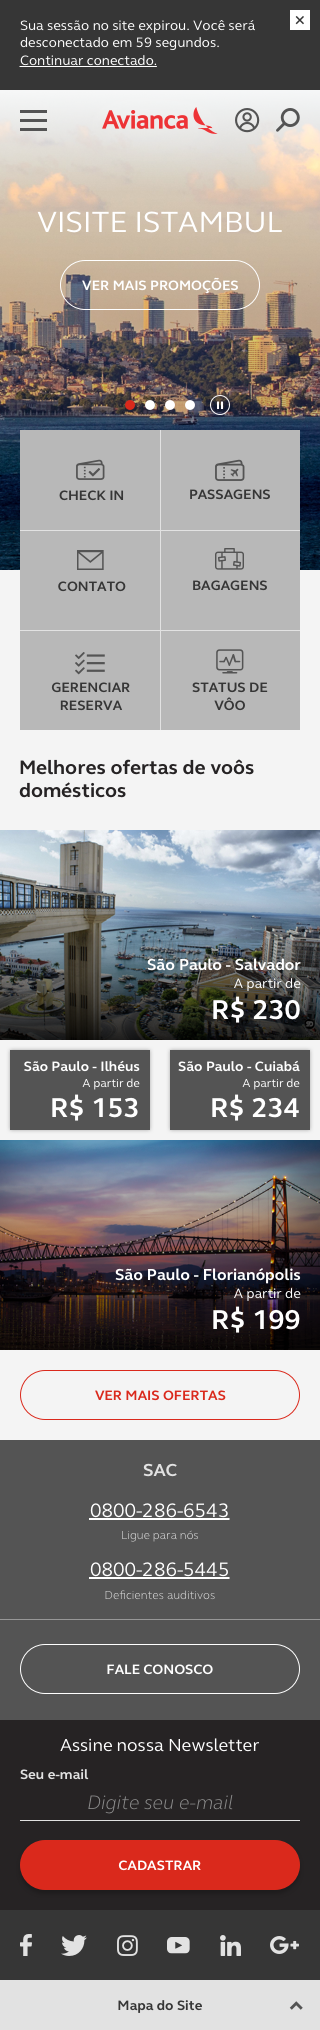 Sua sessão no site expirou. Você será
desconectado em 59 segundos.
Continuar conectado.
Avianca
VISITE ISTAMBUL
VER MAIS PROMOÇÕES
CHECK IN
PASSAGENS
CONTATO
BAGAGENS
GERENCIAR
RESERVA
STATUS DE
VÔO
Melhores ofertas de voôs
domésticos
São Paulo - Salvador
A partir de
R$ 230
São Paulo - Ilhéus
A partir de
R$ 153
São Paulo - Cuiabá
A partir de
R$ 234
São Paulo - Florianópolis
A partir de
R$ 199
VER MAIS OFERTAS
SAC
0800-286-6543
Ligue para nós
0800-286-5445
Deficientes auditivos
FALE CONOSCO
Assine nossa Newsletter
Seu e-mail
Digite seu e-mail
CADASTRAR
Mapa do Site